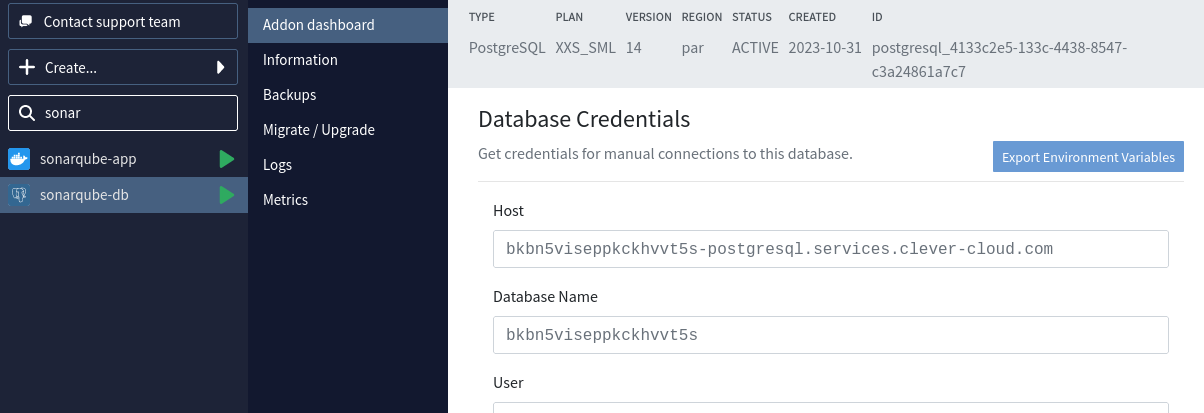 Contact support team
Create...
sonar
sonarqube-app
sonarqube-db
Addon dashboard
Information
Backups
Migrate / Upgrade
Logs
Metrics
TYPE PLAN VERSION REGION STATUS CREATED ID
PostgreSQL XXS_SML 14 par ACTIVE 2023-10-31 postgresql_4133c2e5-133c-4438-8547-
c3a24861a7c7
Database Credentials
Get credentials for manual connections to this database.
Export Environment Variables
Host
bkbn5viseppkckhvvt5s-postgresql.services.clever-cloud.com
Database Name
bkbn5viseppkckhvvt5s
User